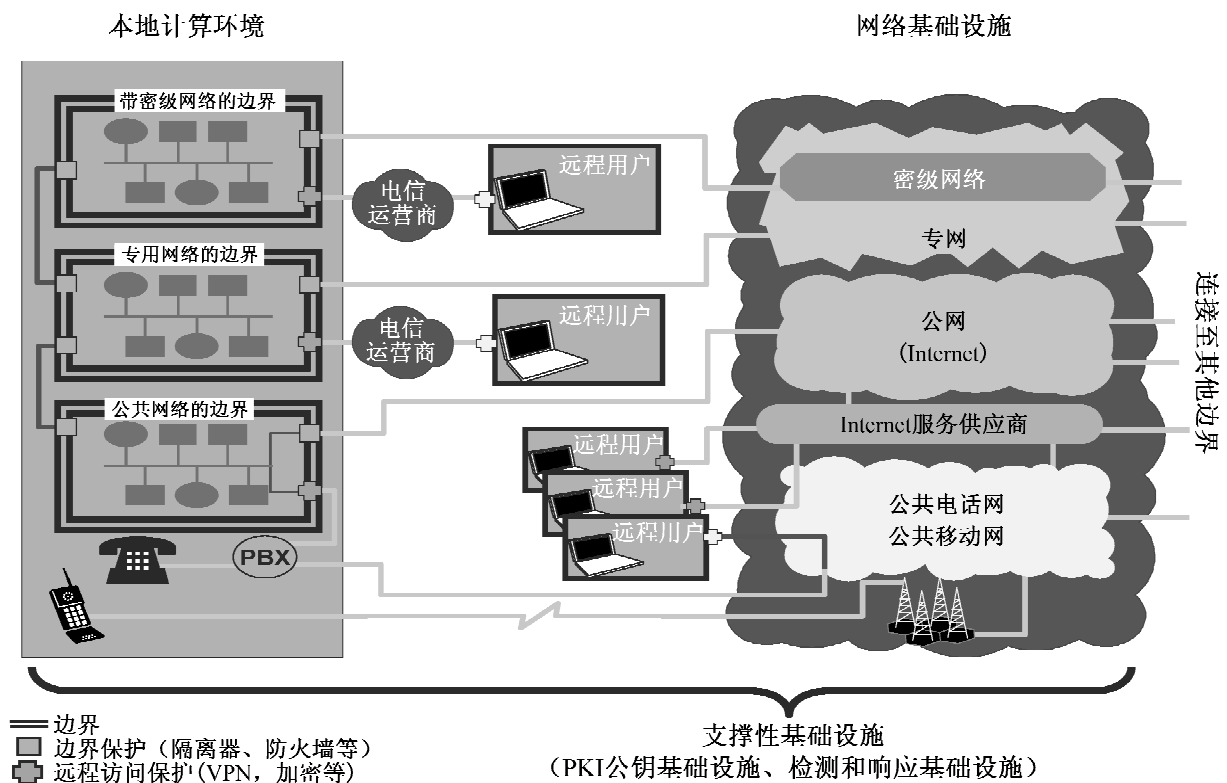 本地计算环境
网络基础设施
带密级网络的边界
电信
运营商
远程用户
密级网络
专网
专用网络的边界
电信
运营商
远程用户
公网
(Internet)
连接至其他边界
公共网络的边界
Internet服务供应商
远程用户
远程用户
远程用户
公共电话网
公共移动网
PBX
边界
边界保护（隔离器、防火墙等）
远程访问保护(VPN，加密等)
支撑性基础设施
（PKI公钥基础设施、检测和响应基础设施）